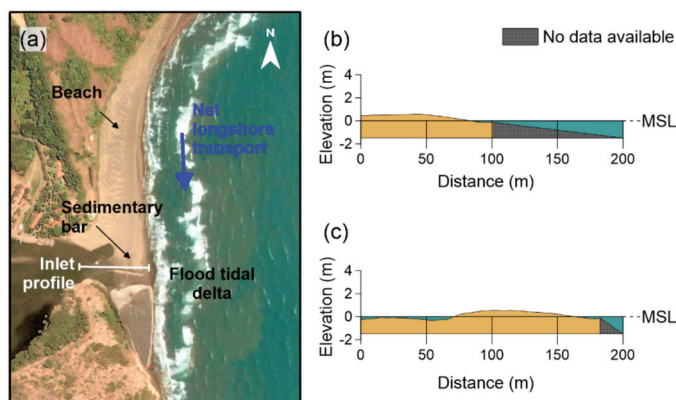 (a)
N
Beach
Net
longshore
transport
Sedimentary
bar
Inlet
profile
Flood tidal
delta
(b)
No data available
Elevation (m)
4
2
0
-2
--MSL
0
50
100
150
200
Distance (m)
(c)
Elevation (m)
4
2
0
-2
--MSL
0
50
100
150
200
Distance (m)